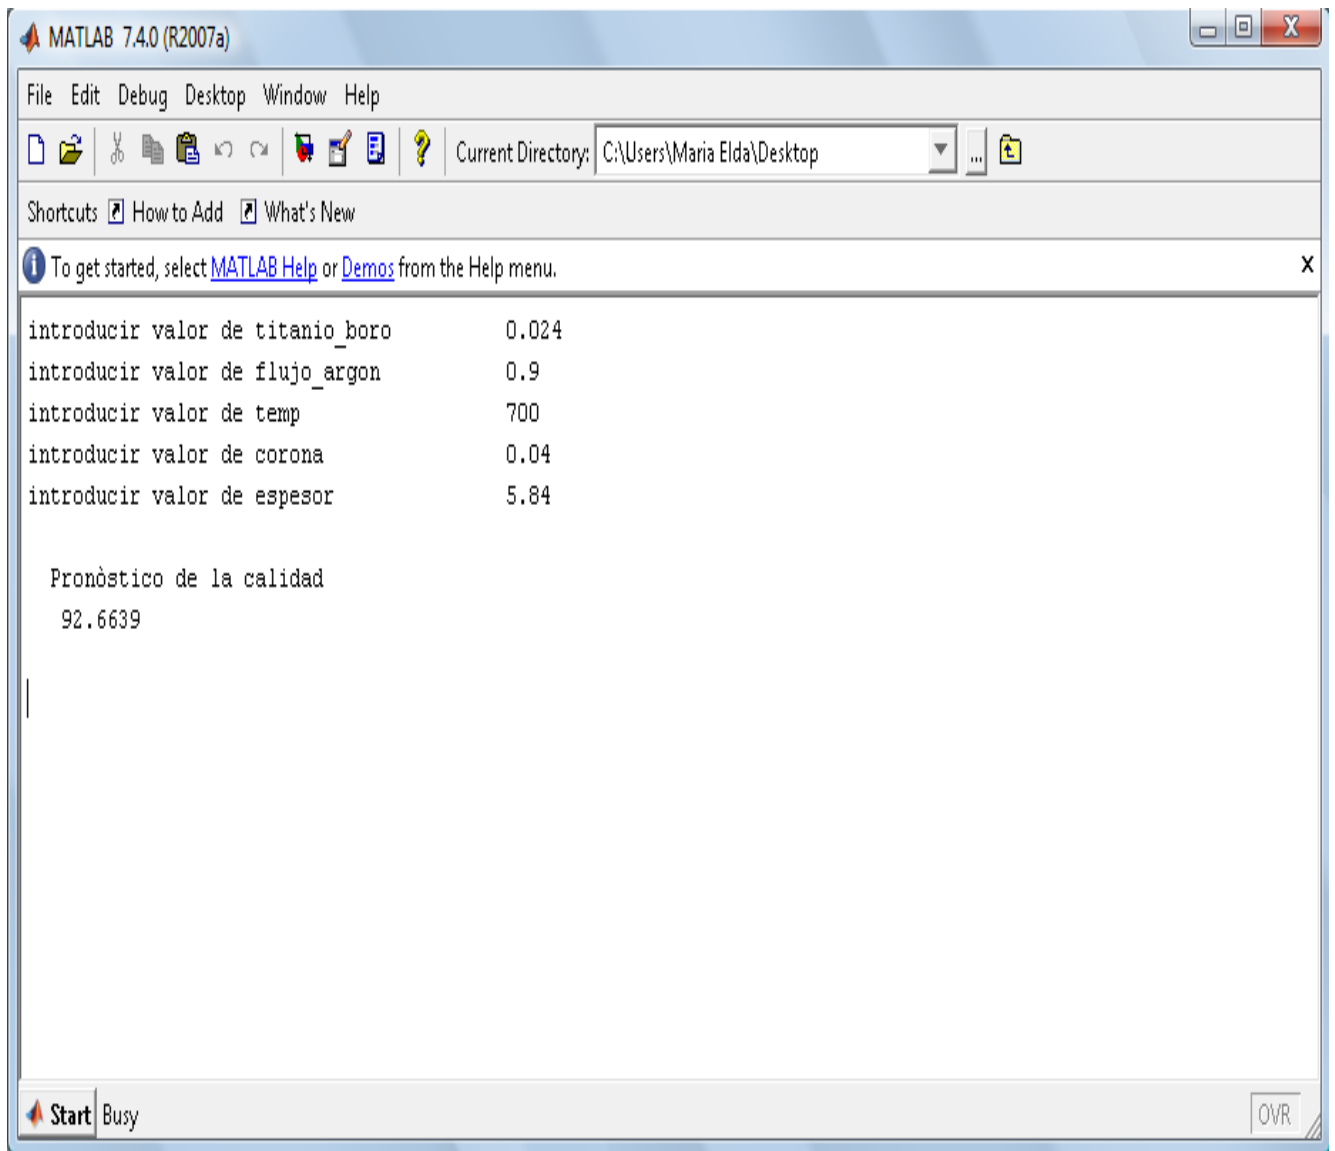 MATLAB 7.4.0 (R2007a)
File Edit Debug Desktop Window Help
Current Directory: C:\Users\Maria Elda\Desktop ...
Shortcuts How to Add What's New
To get started, select MATLAB Help or Demos from the Help menu. x
introducir valor de titanio_boro 0.024
introducir valor de flujo_argon 0.9
introducir valor de temp 700
introducir valor de corona 0.04
introducir valor de espesor 5.84
Pronòstico de la calidad
92.6639
Start Busy OVR